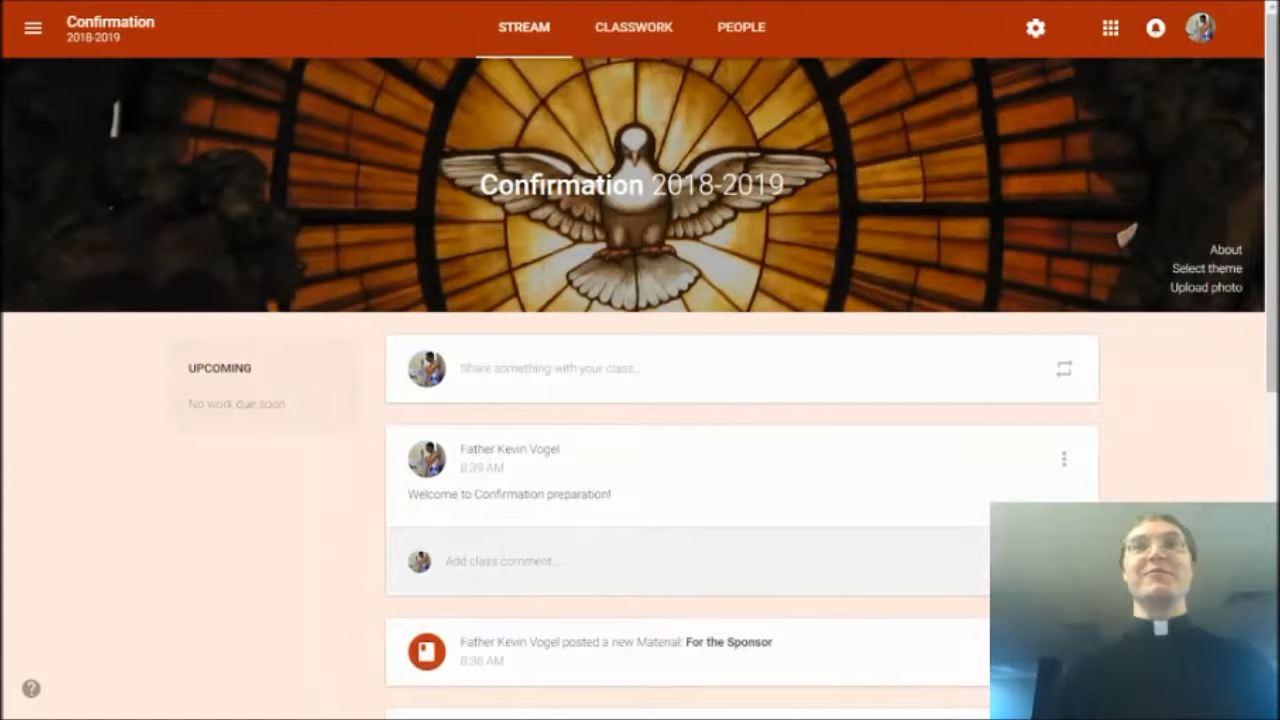 Confirmation
2018-2019
STREAM
CLASSWORK
PEOPLE
Confirmation 2018-2019
About
Select theme
Upload photo
UPCOMING
No work due soon
Share something with your class...
Father Kevin Vogel
8:39 AM
Welcome to Confirmation preparation!
Add class comment...
Father Kevin Vogel posted a new Material: For the Sponsor
8:38 AM
?